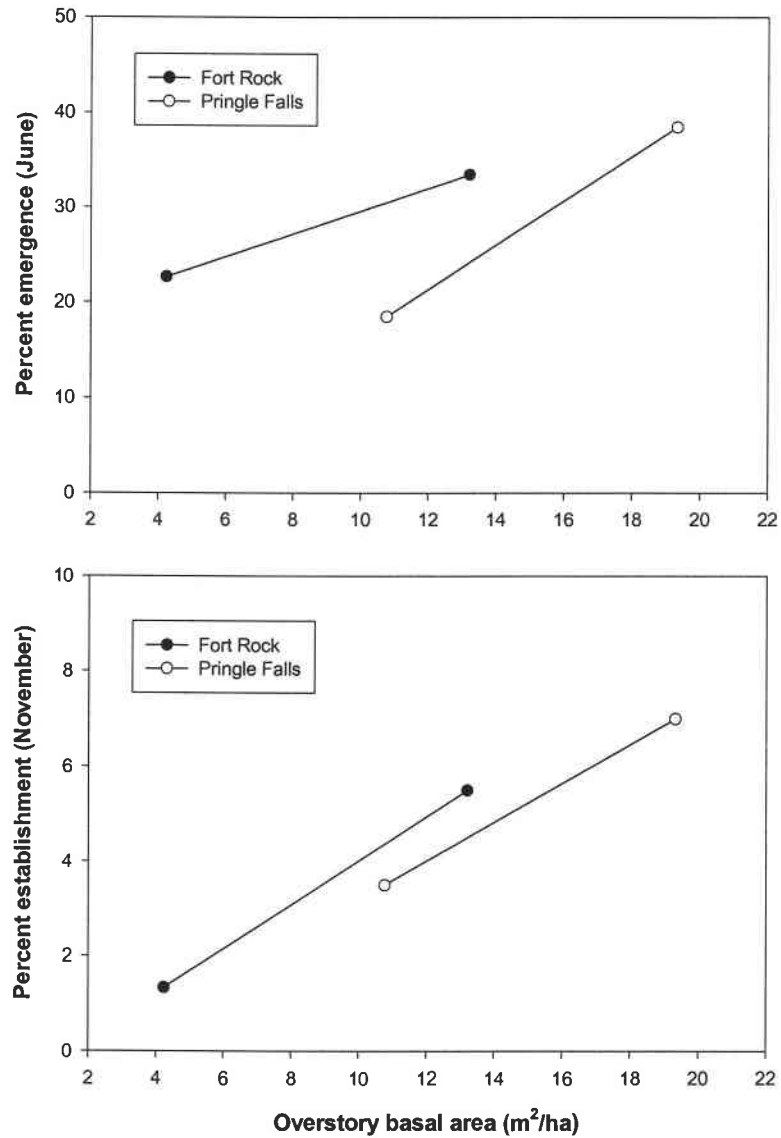 50
40
30
20
10
0
Percent emergence (June)
Fort Rock
Pringle Falls
2 4 6 8 10 12 14 16 18 20 22
10
8
6
4
2
0
Percent establishment (November)
Fort Rock
Pringle Falls
2 4 6 8 10 12 14 16 18 20 22
Overstory basal area (m²/ha)